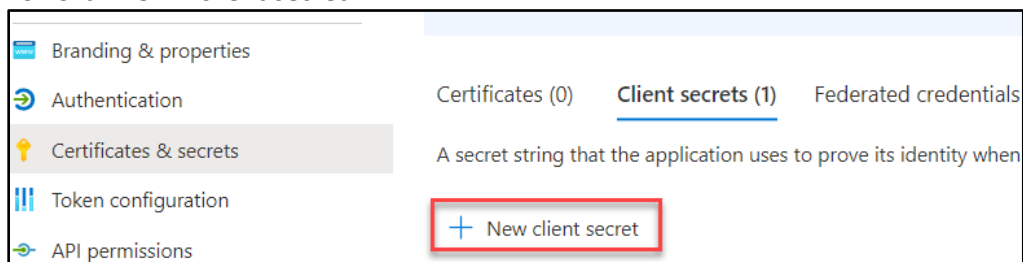 Branding & properties
Authentication
Certificates & secrets
Token configuration
API permissions
Certificates (0) Client secrets (1) Federated credentials
A secret string that the application uses to prove its identity when
+ New client secret